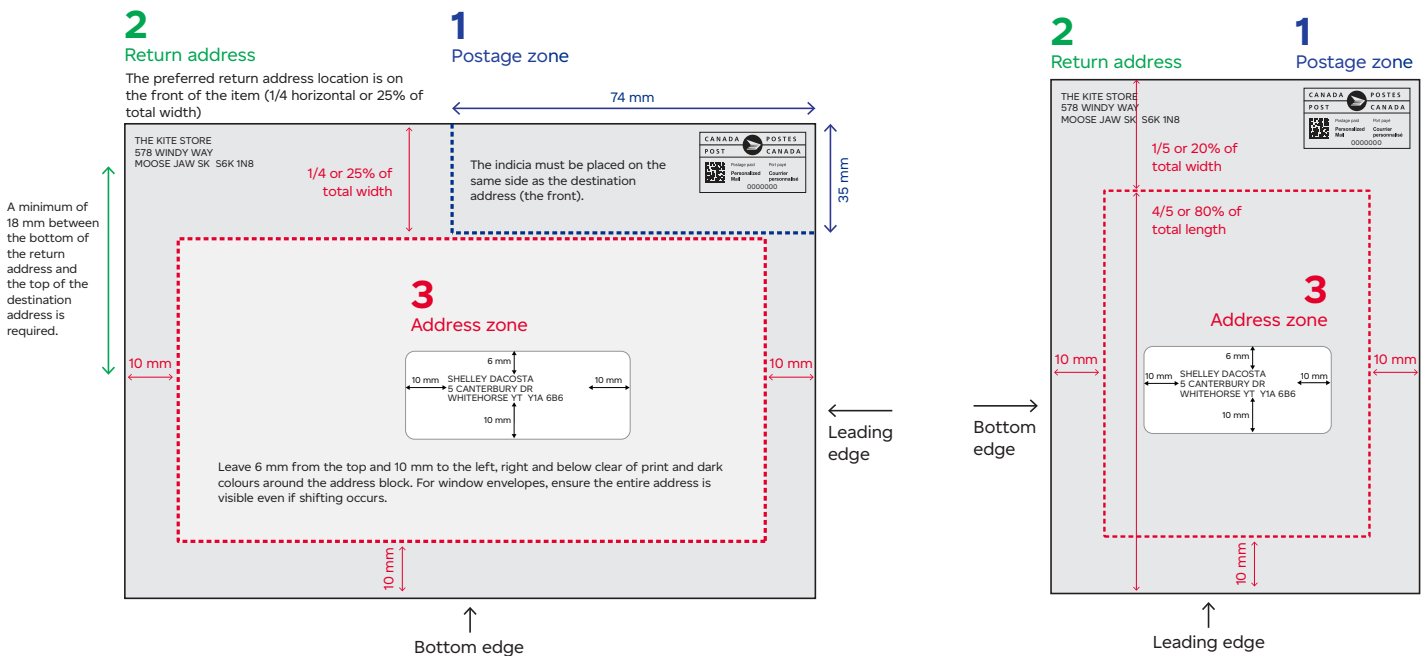 2
Return address
The preferred return address location is on
the front of the item (1/4 horizontal or 25% of
total width)
1
Postage zone
74 mm
THE KITE STORE
578 WINDY WAY
MOOSE JAW SK  S6K 1N8
1/4 or 25% of
total width
The indicia must be placed on the
same side as the destination
address (the front).
CANADA POSTES
POST CANADA
Postage paid Port payé
Personalized Courrier
Mail personnalisé
0000000
35 mm
A minimum of
18 mm between
the bottom of
the return
address and
the top of the
destination
address is
required.
3
Address zone
10 mm
10 mm
6 mm
10 mm
10 mm
SHELLEY DACOSTA
5 CANTERBURY DR
WHITEHORSE YT  Y1A 6B6
10 mm
Leave 6 mm from the top and 10 mm to the left, right and below clear of print and dark
colours around the address block. For window envelopes, ensure the entire address is
visible even if shifting occurs.
10 mm
Leading
edge
Bottom edge
2
Return address
1
Postage zone
THE KITE STORE
578 WINDY WAY
MOOSE JAW SK  S6K 1N8
CANADA POSTES
POST CANADA
Postage paid Port payé
Personalized Courrier
Mail personnalisé
0000000
1/5 or 20% of
total width
4/5 or 80% of
total length
3
Address zone
10 mm
10 mm
6 mm
10 mm
10 mm
SHELLEY DACOSTA
5 CANTERBURY DR
WHITEHORSE YT  Y1A 6B6
10 mm
10 mm
Bottom
edge
Leading edge